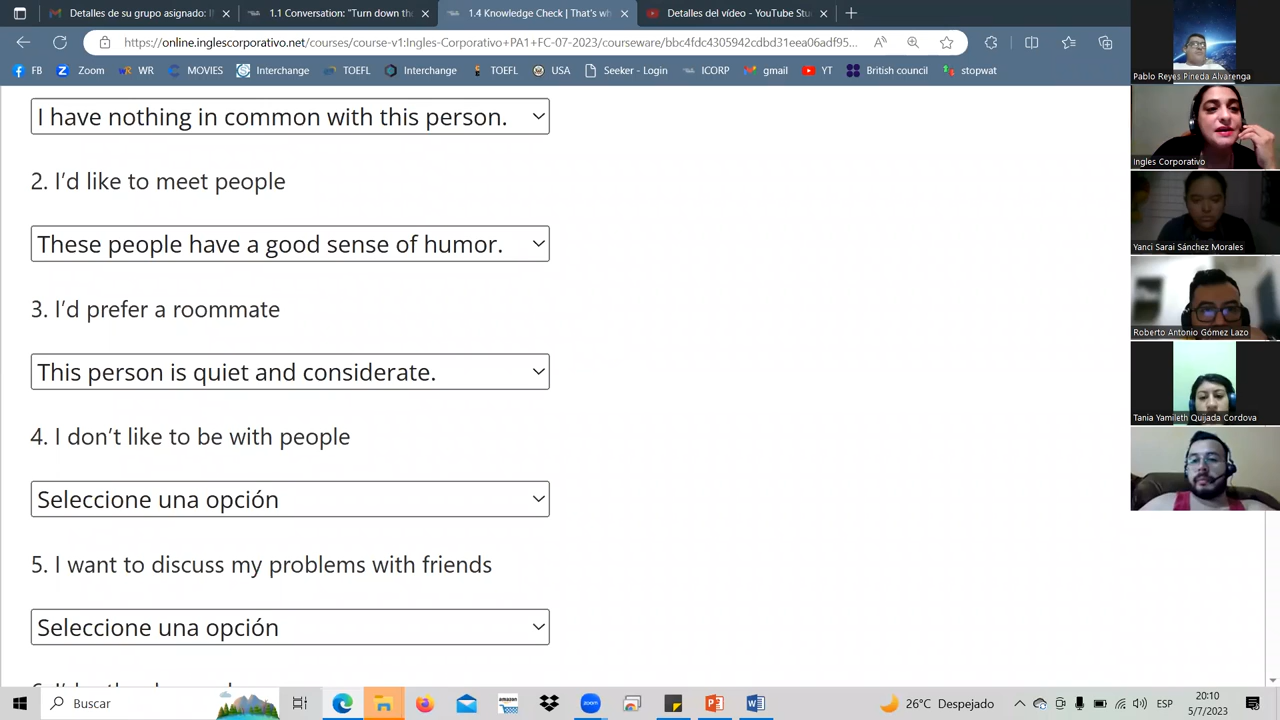 Detalles de su grupo asignado: I
1.1 Conversation: "Turn down th
1.4 Knowledge Check | That's wh
Detalles del vídeo - YouTube Stu
https://online.inglescorporativo.net/courses/course-v1:Ingles-Corporativo+PA1+FC-07-2023/courseware/bbc4fdc4305942cdbd31eea06adf95...
FB
Zoom
WR
MOVIES
Interchange
TOEFL
Interchange
TOEFL
USA
Seeker - Login
ICORP
gmail
YT
British council
stopwat
I have nothing in common with this person.
2. I'd like to meet people
These people have a good sense of humor.
3. I'd prefer a roommate
This person is quiet and considerate.
4. I don't like to be with people
Seleccione una opción
5. I want to discuss my problems with friends
Seleccione una opción
Pablo Reyes Pineda Alvarenga
Ingles Corporativo
Yanci Sarai Sánchez Morales
Roberto Antonio Gómez Lazo
Tania Yamileth Quijada Cordova
Buscar
26°C Despejado
ESP
20:10
5/7/2023